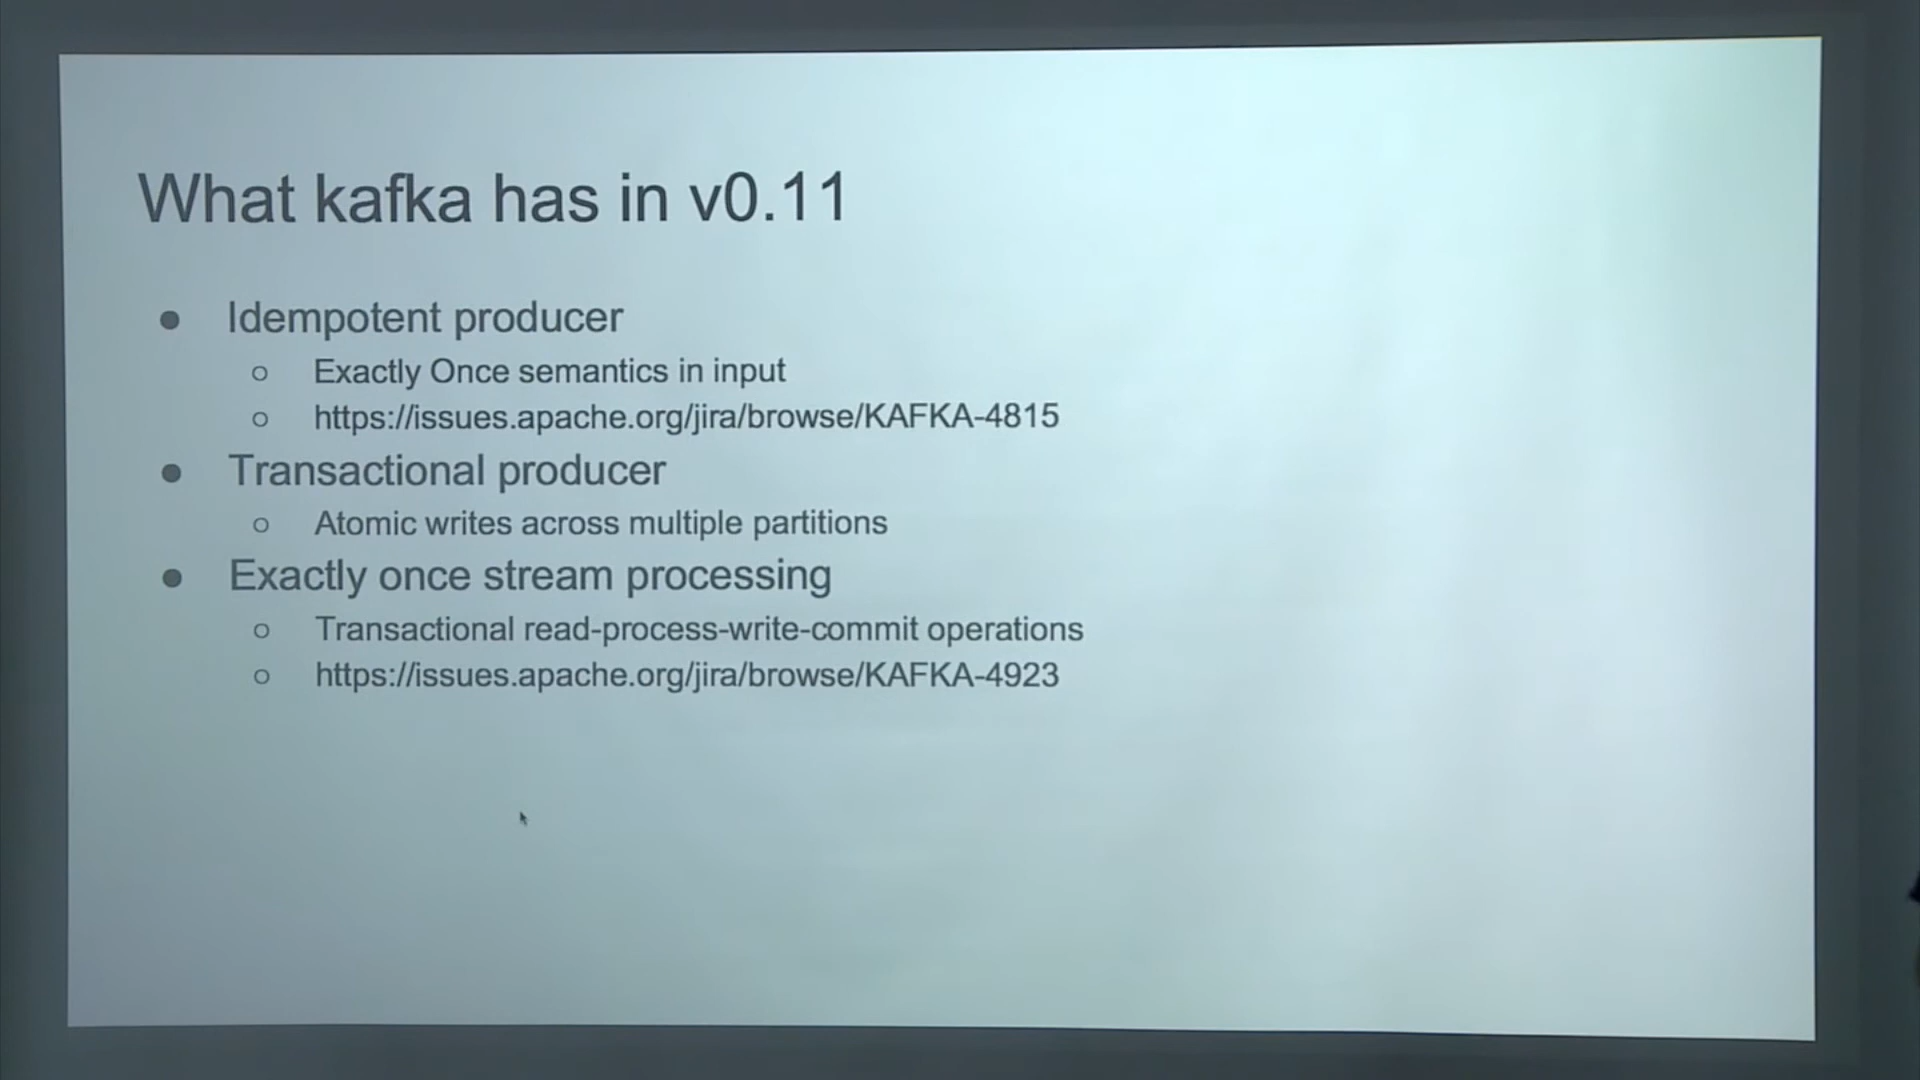 What kafka has in v0.11
● Idempotent producer
○ Exactly Once semantics in input
○ https://issues.apache.org/jira/browse/KAFKA-4815
● Transactional producer
○ Atomic writes across multiple partitions
● Exactly once stream processing
○ Transactional read-process-write-commit operations
○ https://issues.apache.org/jira/browse/KAFKA-4923